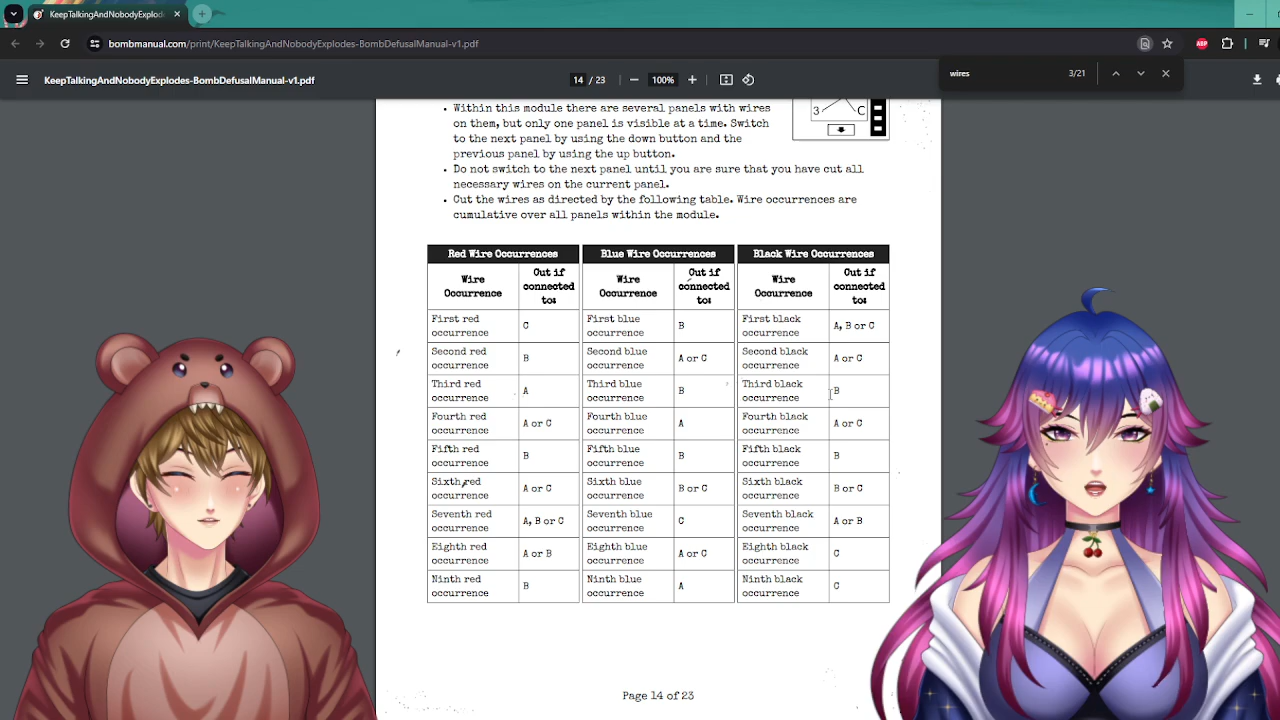 KeepTalkingAndNobodyExplod
bombmanual.com/print/KeepTalkingAndNobodyExplodes-BombDefusalManual-v1.pdf
ABP
KeepTalkingAndNobodyExplodes-BombDefusalManual-v1.pdf
14 / 23
100%
wires
3/21
Within this module there are several panels with wires
on them, but only one panel is visible at a time. Switch
to the next panel by using the down button and the
previous panel by using the up button.
3 C
Do not switch to the next panel until you are sure that you have cut all
necessary wires on the current panel.
Cut the wires as directed by the following table. Wire occurrences are
cumulative over all panels within the module.
Red Wire Occurrences Blue Wire Occurrences Black Wire Occurrences
Wire Occurrence Cut if connected to: Wire Occurrence Cut if connected to: Wire Occurrence Cut if connected to:
First red occurrence C First blue occurrence B First black occurrence A, B or C
Second red occurrence B Second blue occurrence A or C Second black occurrence A or C
Third red occurrence A Third blue occurrence B Third black occurrence B
Fourth red occurrence A or C Fourth blue occurrence A Fourth black occurrence A or C
Fifth red occurrence B Fifth blue occurrence B Fifth black occurrence B
Sixth red occurrence A or C Sixth blue occurrence B or C Sixth black occurrence B or C
Seventh red occurrence A, B or C Seventh blue occurrence C Seventh black occurrence A or B
Eighth red occurrence A or B Eighth blue occurrence A or C Eighth black occurrence C
Ninth red occurrence B Ninth blue occurrence A Ninth black occurrence C
Page 14 of 23